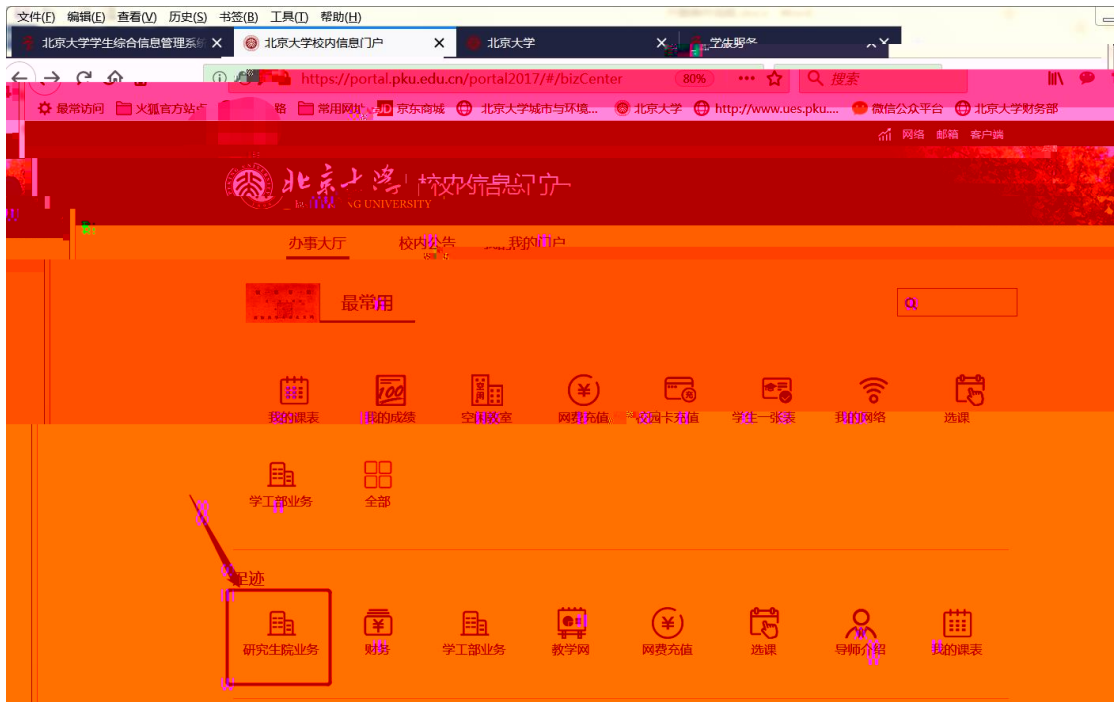 文件(F) 编辑(E) 查看(V) 历史(S) 书签(B) 工具(T) 帮助(H)
北京大学学生综合信息管理系统 × 北京大学校内信息门户 × 北京大学 ×
https://portal.pku.edu.cn/portal2017/#/bizCenter 80% 搜索
最常访问 火狐官方站点 常用网址 JD 京东商城 北京大学城市与环境... 北京大学 http://www.ues.pku.... 微信公众平台 北京大学财务部
网络 邮箱 客户端
北京大学 校内信息门户
办事大厅 校内公告 我的门户
最常用
我的课表 我的成绩 空闲教室 网费充值 校园卡充值 学生一张表 我的网络 选课
学工部业务 全部
足迹
研究生院业务 财务 学工部业务 教学网 网费充值 选课 导师介绍 我的课表